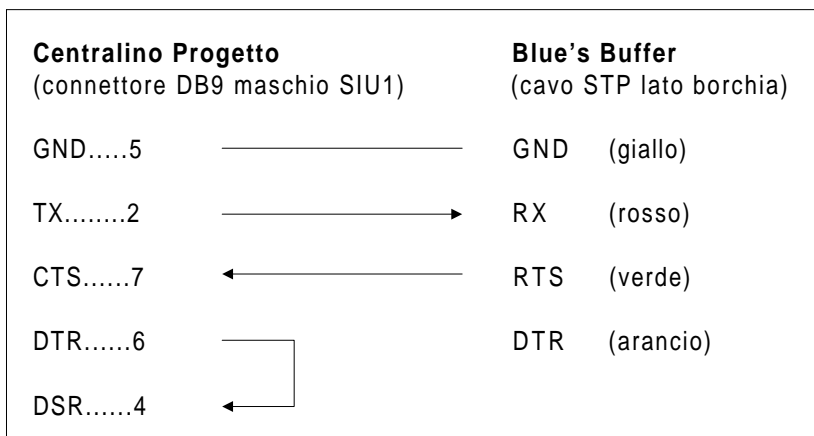 Centralino Progetto Blue's Buffer
(connettore DB9 maschio SIU1) (cavo STP lato borchia)
GND.....5 GND (giallo)
TX........2 RX (rosso)
CTS......7 RTS (verde)
DTR......6 DTR (arancio)
DSR......4